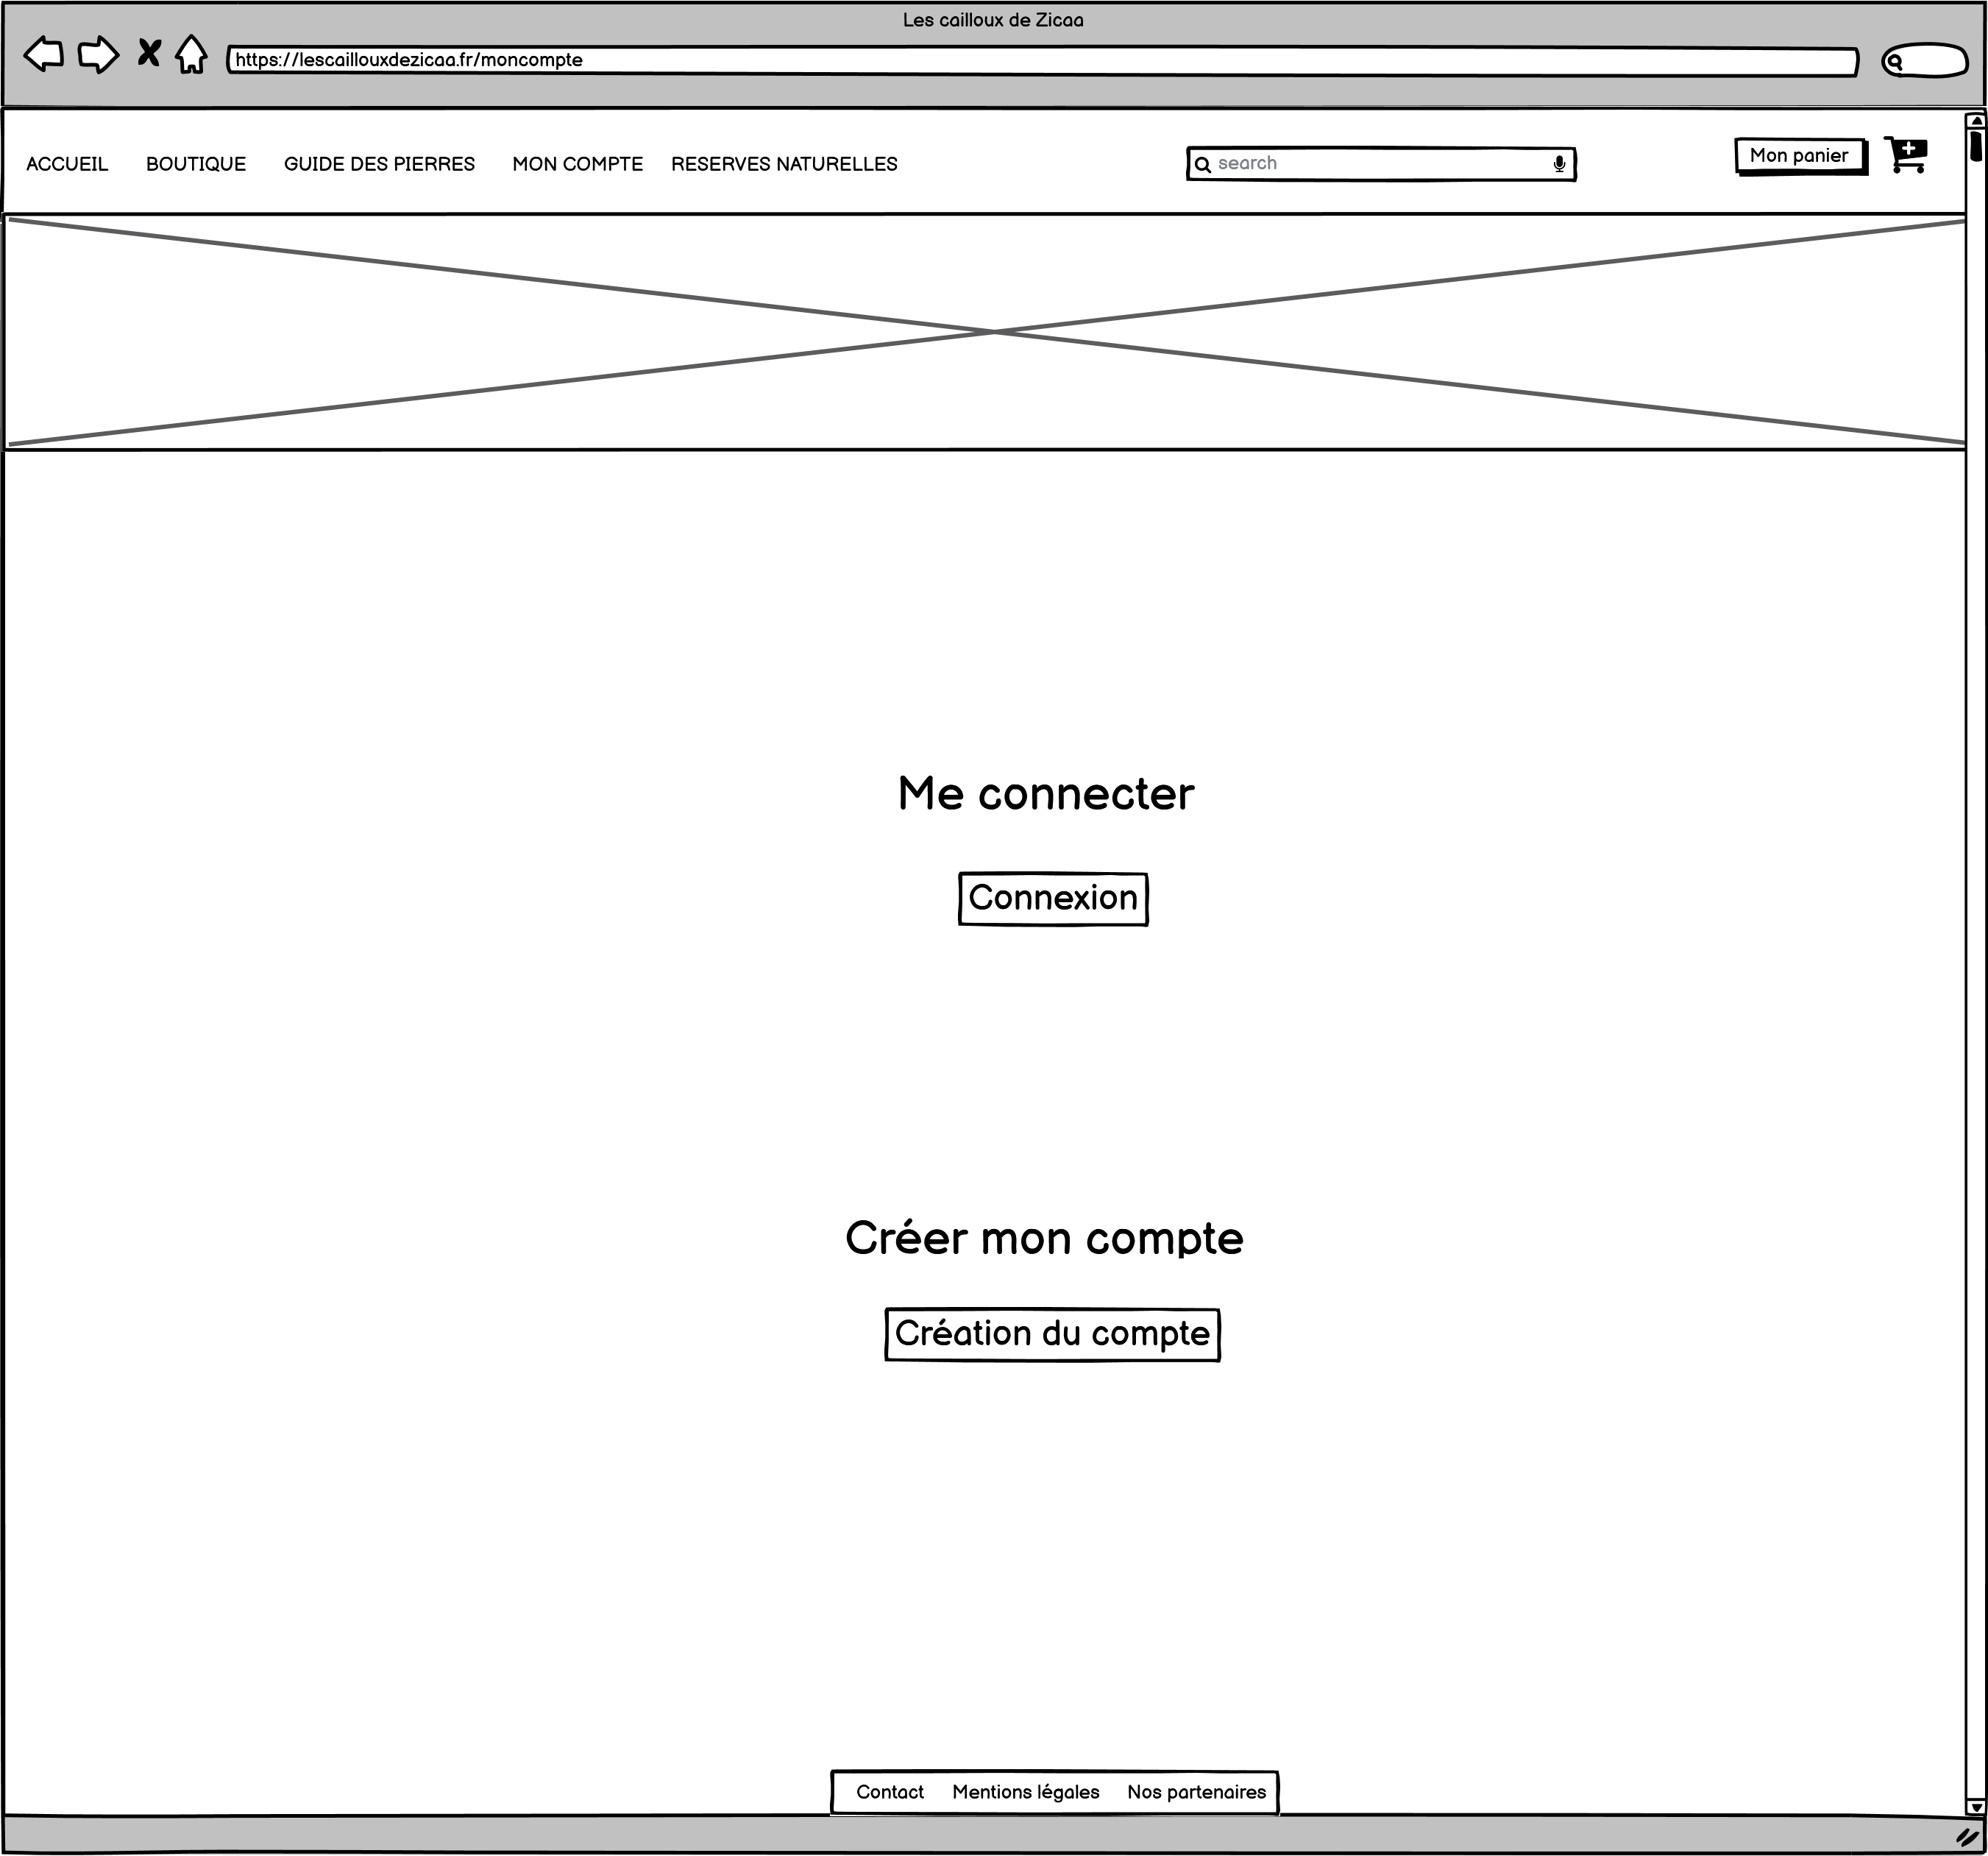 Les cailloux de Zicaa
https://lescaillouxdezicaa.fr/moncompte
ACCUEIL BOUTIQUE GUIDE DES PIERRES MON COMPTE RESERVES NATURELLES search Mon panier
Me connecter
Connexion
Créer mon compte
Création du compte
Contact Mentions légales Nos partenaires